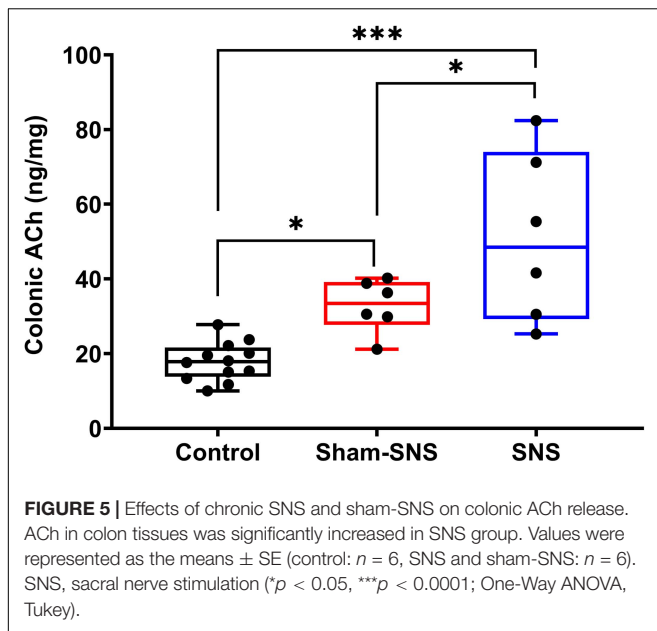 ***
*
*
100
80
60
40
20
0
Colonic ACh (ng/mg)
Control Sham-SNS SNS
FIGURE 5 | Effects of chronic SNS and sham-SNS on colonic ACh release.
ACh in colon tissues was significantly increased in SNS group. Values were
represented as the means ± SE (control: n = 6, SNS and sham-SNS: n = 6).
SNS, sacral nerve stimulation (*p < 0.05, ***p < 0.0001; One-Way ANOVA,
Tukey).